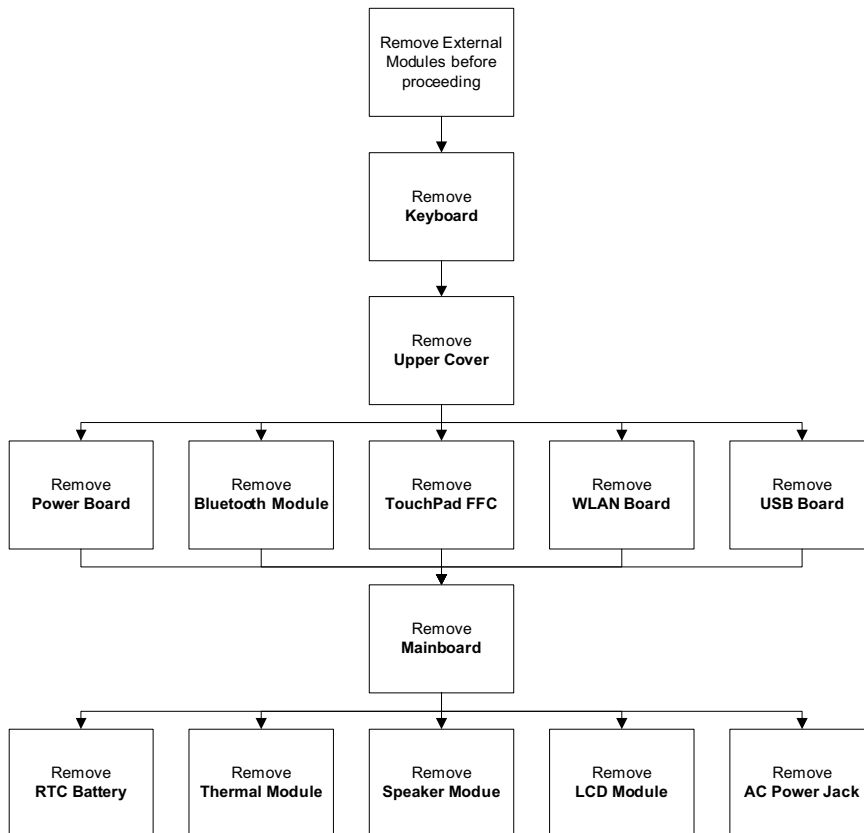 Remove External
Modules before
proceeding
Remove
Keyboard
Remove
Upper Cover
Remove
Power Board
Remove
Bluetooth Module
Remove
TouchPad FFC
Remove
WLAN Board
Remove
USB Board
Remove
Mainboard
Remove
RTC Battery
Remove
Thermal Module
Remove
Speaker Modue
Remove
LCD Module
Remove
AC Power Jack